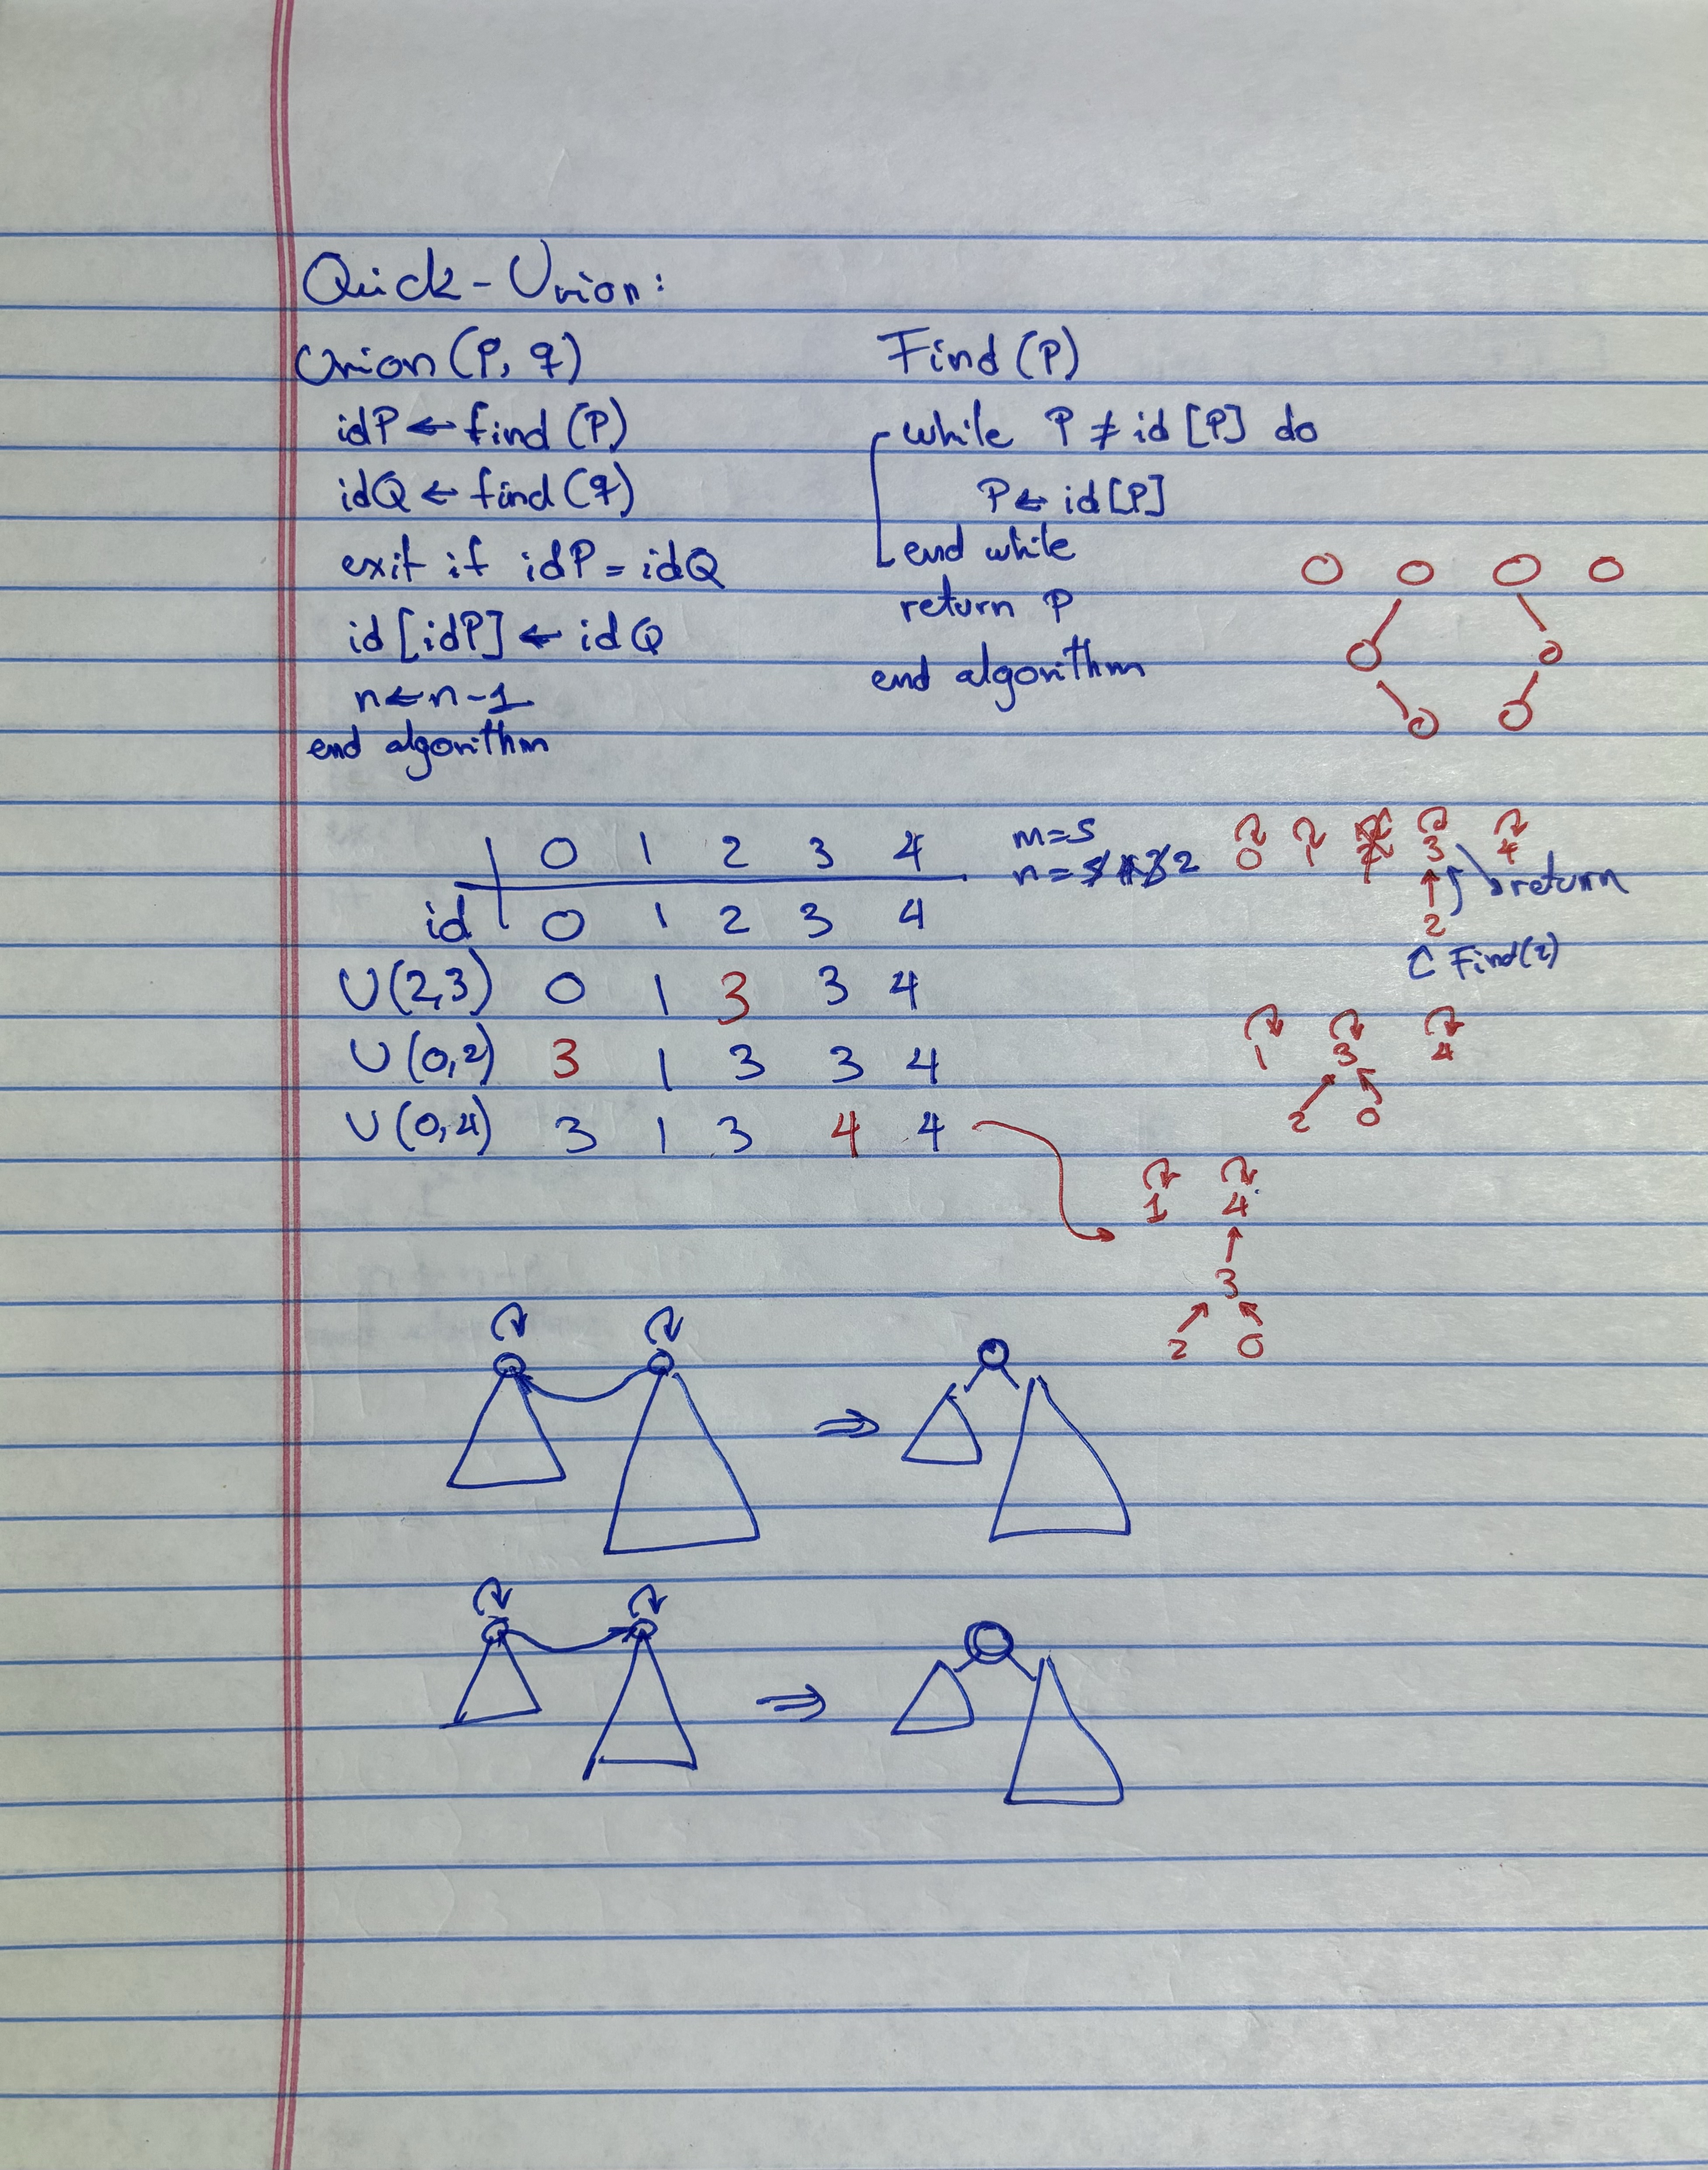 Quick-Union:
Union (P, q)
idP ← find (P)
idQ ← find (q)
exit if idP = idQ
id [idP] ← idQ
n ← n-1
end algorithm
Find (P)
while P ≠ id [P] do
P ← id [P]
end while
return P
end algorithm
0 1 2 3 4
id 0 1 2 3 4
U(2,3) 0 1 3 3 4
U(0,2) 3 1 3 3 4
U(0,4) 3 1 3 4 4
m=5
n = 5 4 3 2
0 1 2 3 4
return
2
Find(2)
1 3 4
2 0
1 4
3
2 0